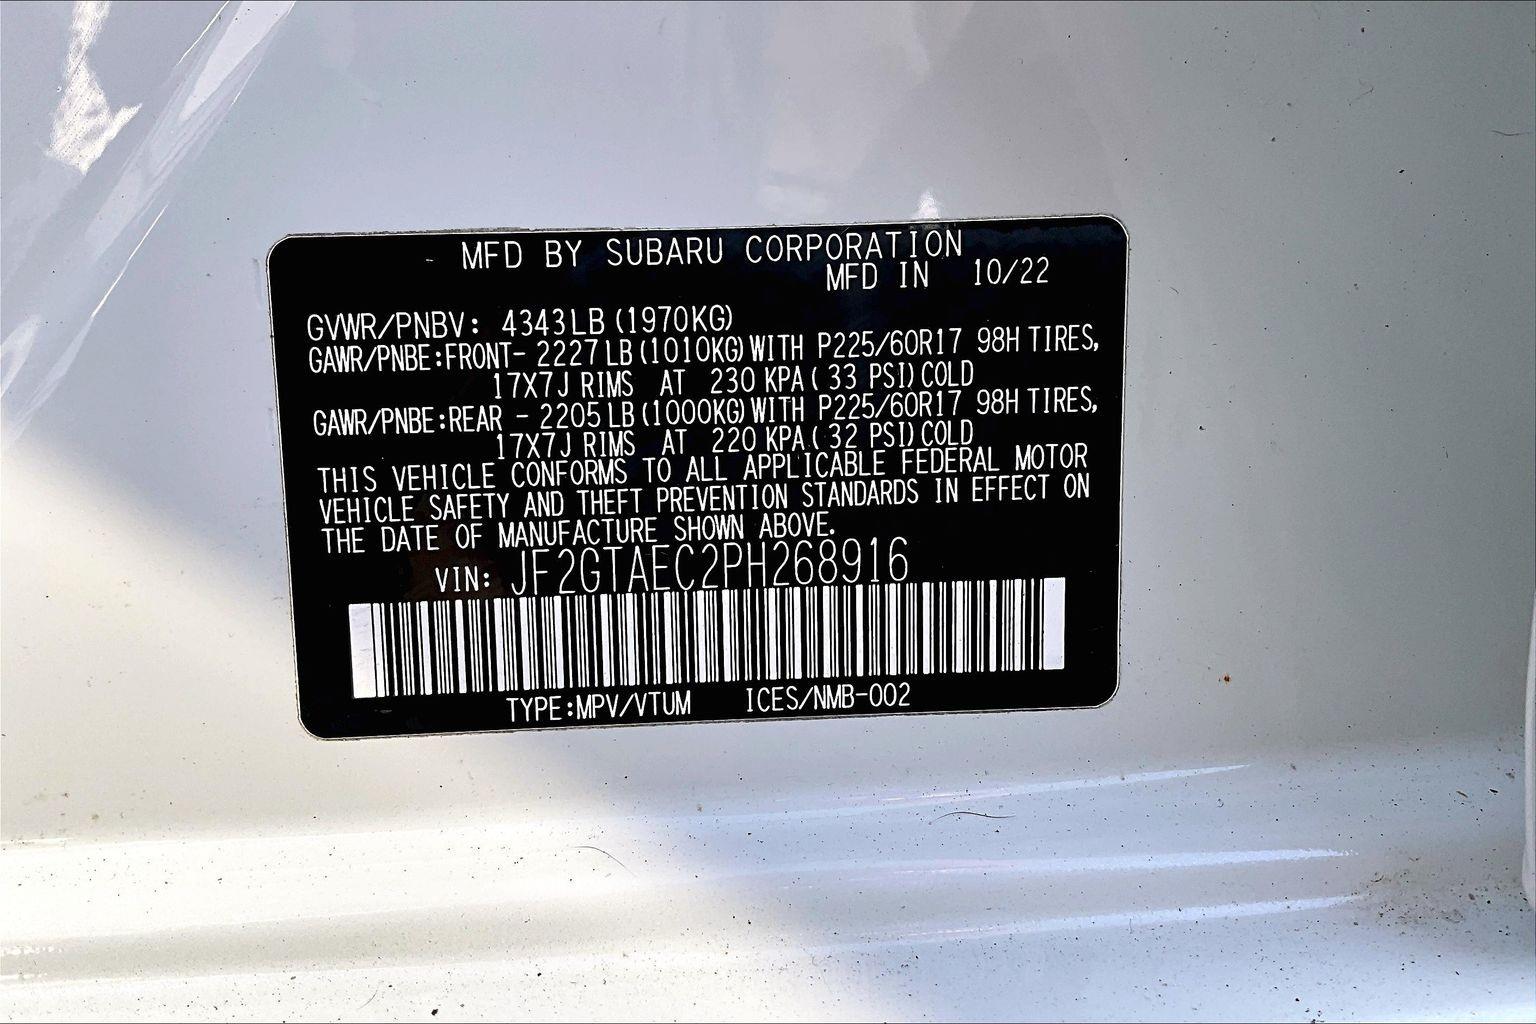 MFD BY SUBARU CORPORATION
MFD IN 10/22
GVWR/PNBV: 4343LB (1970KG)
GAWR/PNBE:FRONT- 2227LB (1010KG) WITH P225/60R17 98H TIRES,
17X7J RIMS AT 230 KPA ( 33 PSI) COLD
GAWR/PNBE:REAR - 2205LB (1000KG) WITH P225/60R17 98H TIRES,
17X7J RIMS AT 220 KPA ( 32 PSI) COLD
THIS VEHICLE CONFORMS TO ALL APPLICABLE FEDERAL MOTOR
VEHICLE SAFETY AND THEFT PREVENTION STANDARDS IN EFFECT ON
THE DATE OF MANUFACTURE SHOWN ABOVE.
VIN: JF2GTAEC2PH268916
TYPE:MPV/VTUM ICES/NMB-002